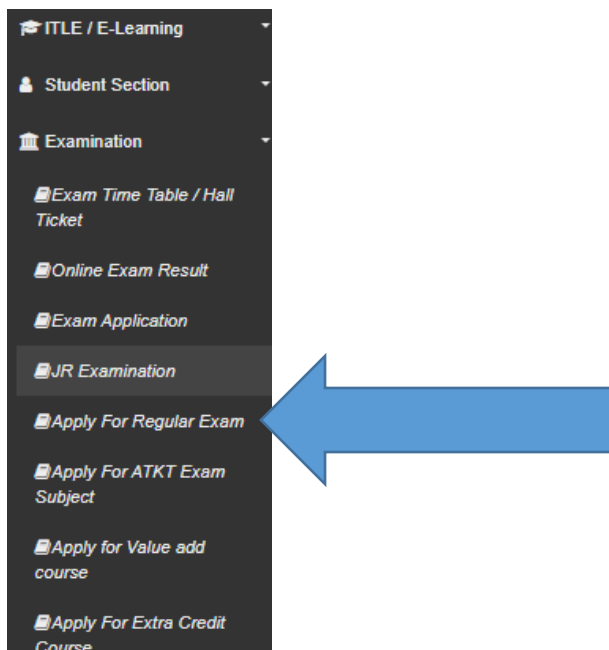 ITLE / E-Learning
Student Section
Examination
Exam Time Table / Hall
Ticket
Online Exam Result
Exam Application
JR Examination
Apply For Regular Exam
Apply For ATKT Exam
Subject
Apply for Value add
course
Apply For Extra Credit
Course